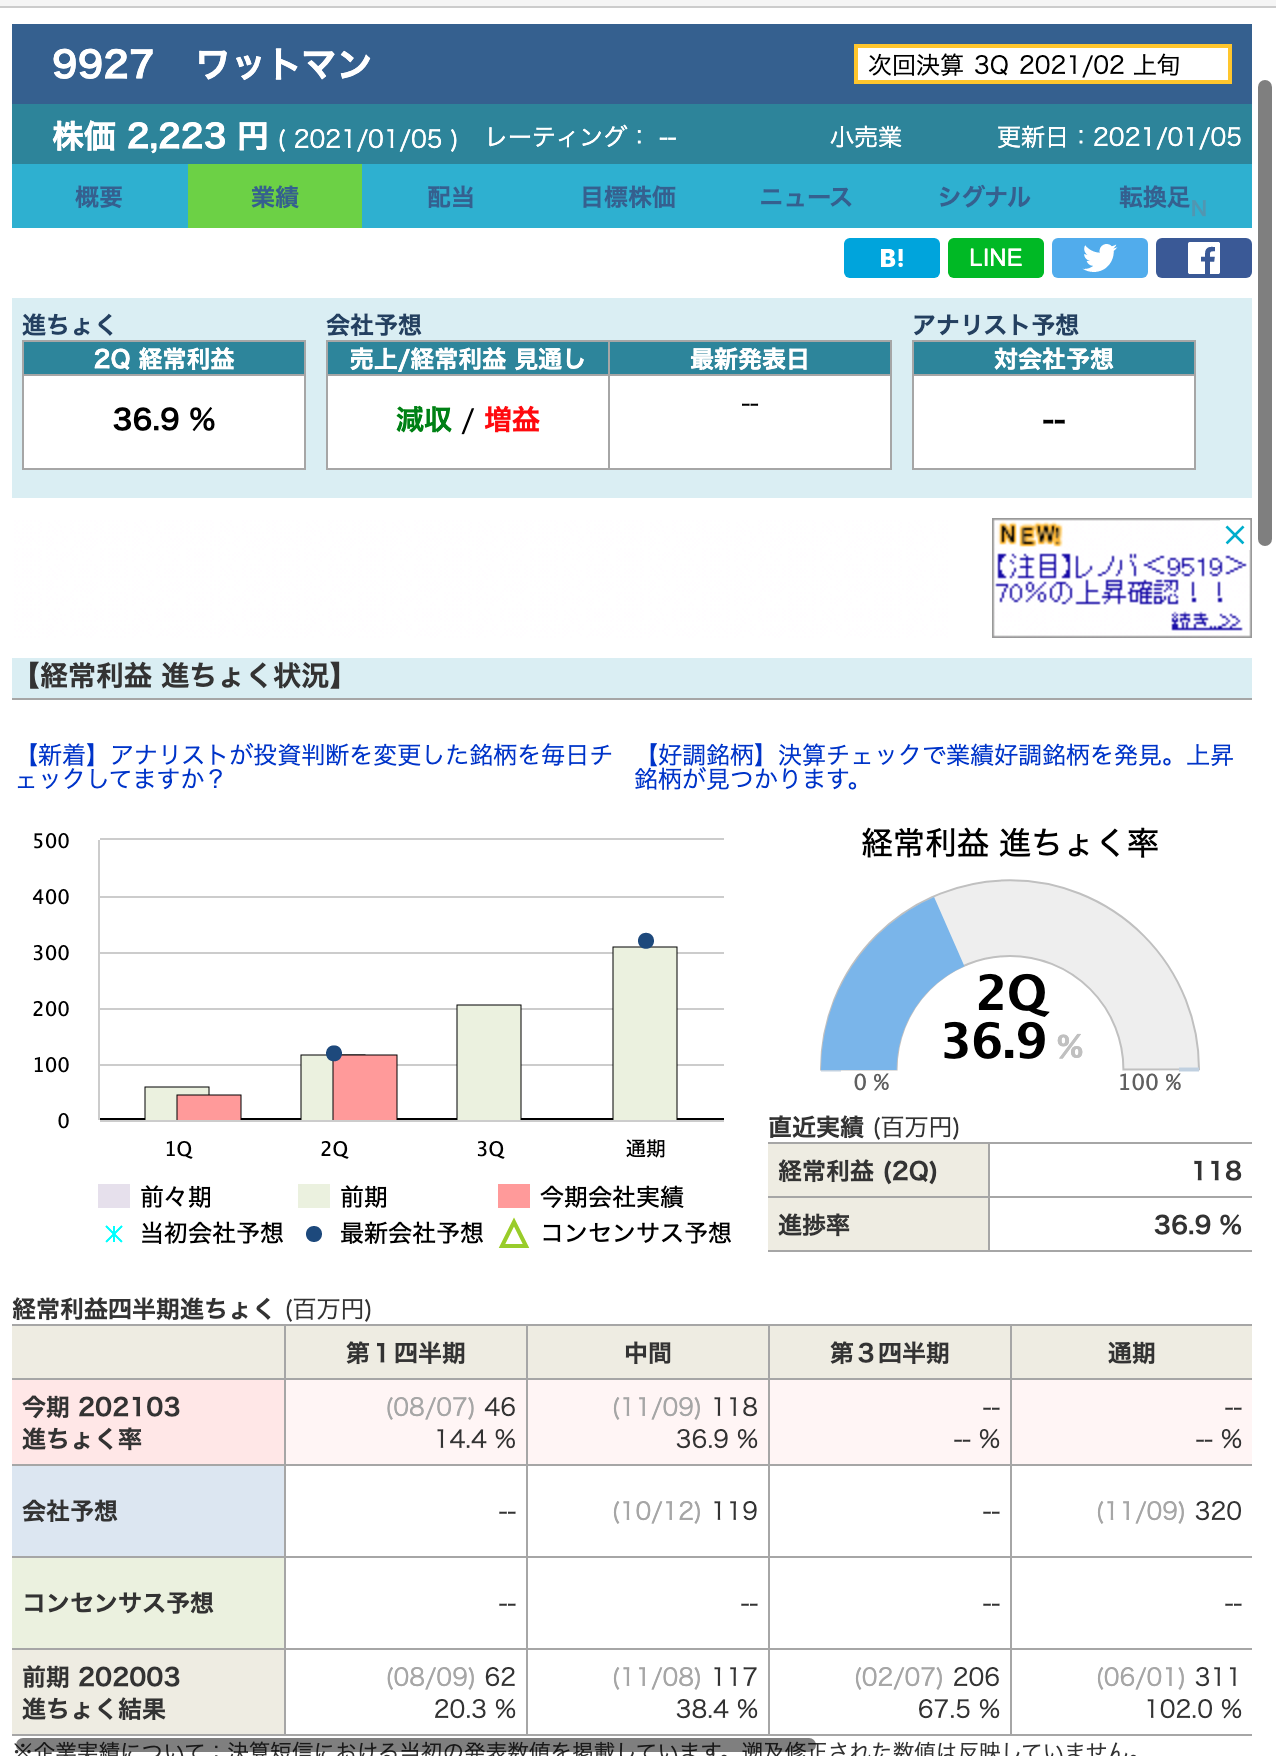 9927　ワットマン
次回決算 3Q 2021/02 上旬
株価 2,223 円 ( 2021/01/05 )　レーティング： --　小売業　更新日：2021/01/05
概要　業績　配当　目標株価　ニュース　シグナル　転換足 N
B!　LINE
進ちょく　会社予想　アナリスト予想
2Q 経常利益　売上/経常利益 見通し　最新発表日　対会社予想
36.9 %　減収 / 増益　--　--
NEW!
【注目】レノバ＜9519＞
70%の上昇確認！！
続き..>>
【経常利益 進ちょく状況】
【新着】アナリストが投資判断を変更した銘柄を毎日チ
ェックしてますか？
【好調銘柄】決算チェックで業績好調銘柄を発見。上昇
銘柄が見つかります。
500
400
300
200
100
0
1Q　2Q　3Q　通期
前々期　前期　今期会社実績
当初会社予想　最新会社予想　コンセンサス予想
経常利益 進ちょく率
2Q
36.9 %
0 %　100 %
直近実績 (百万円)
経常利益 (2Q)　118
進捗率　36.9 %
経常利益四半期進ちょく (百万円)
第１四半期　中間　第３四半期　通期
今期 202103　(08/07) 46　(11/09) 118　--　--
進ちょく率　14.4 %　36.9 %　-- %　-- %
会社予想　--　(10/12) 119　--　(11/09) 320
コンセンサス予想　--　--　--　--
前期 202003　(08/09) 62　(11/08) 117　(02/07) 206　(06/01) 311
進ちょく結果　20.3 %　38.4 %　67.5 %　102.0 %
※企業実績について：決算短信における当初の発表数値を掲載しています。遡及修正された数値は反映していません。